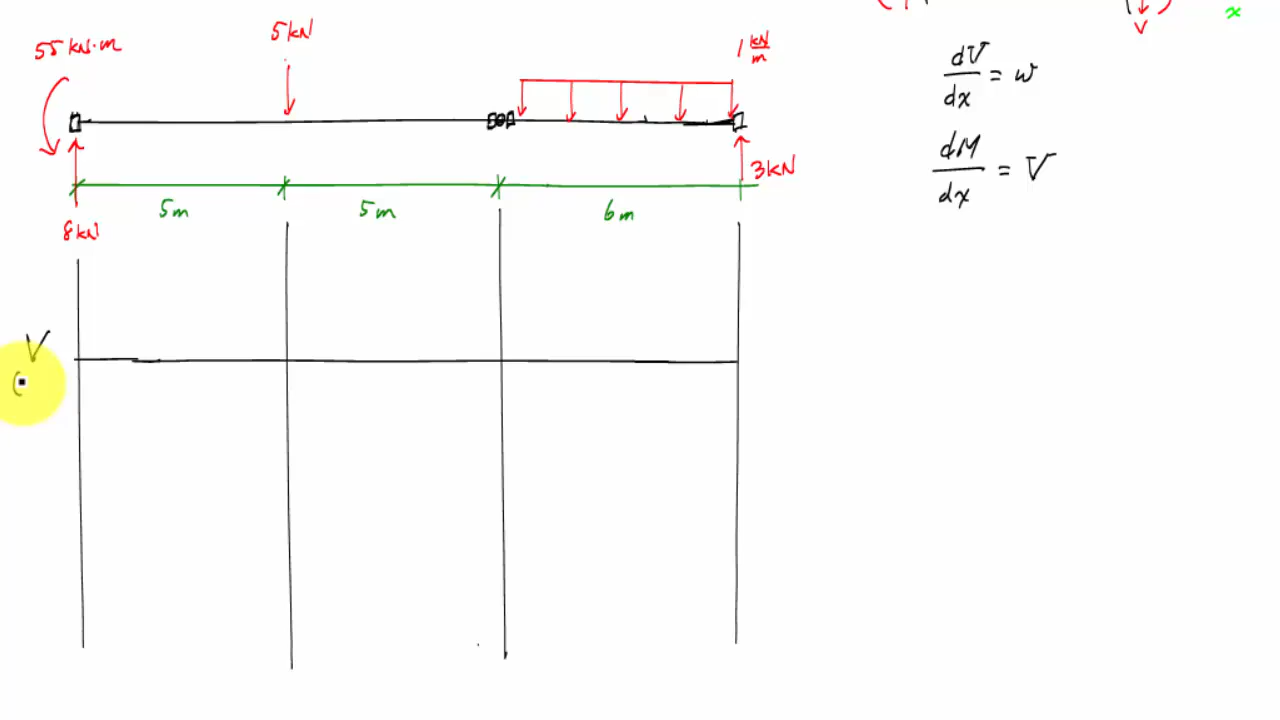 55 kN·m
5kN
1 kN/m
3kN
5m
5m
6m
8kN
V
(
V
x
dV/dx = w
dM/dx = V